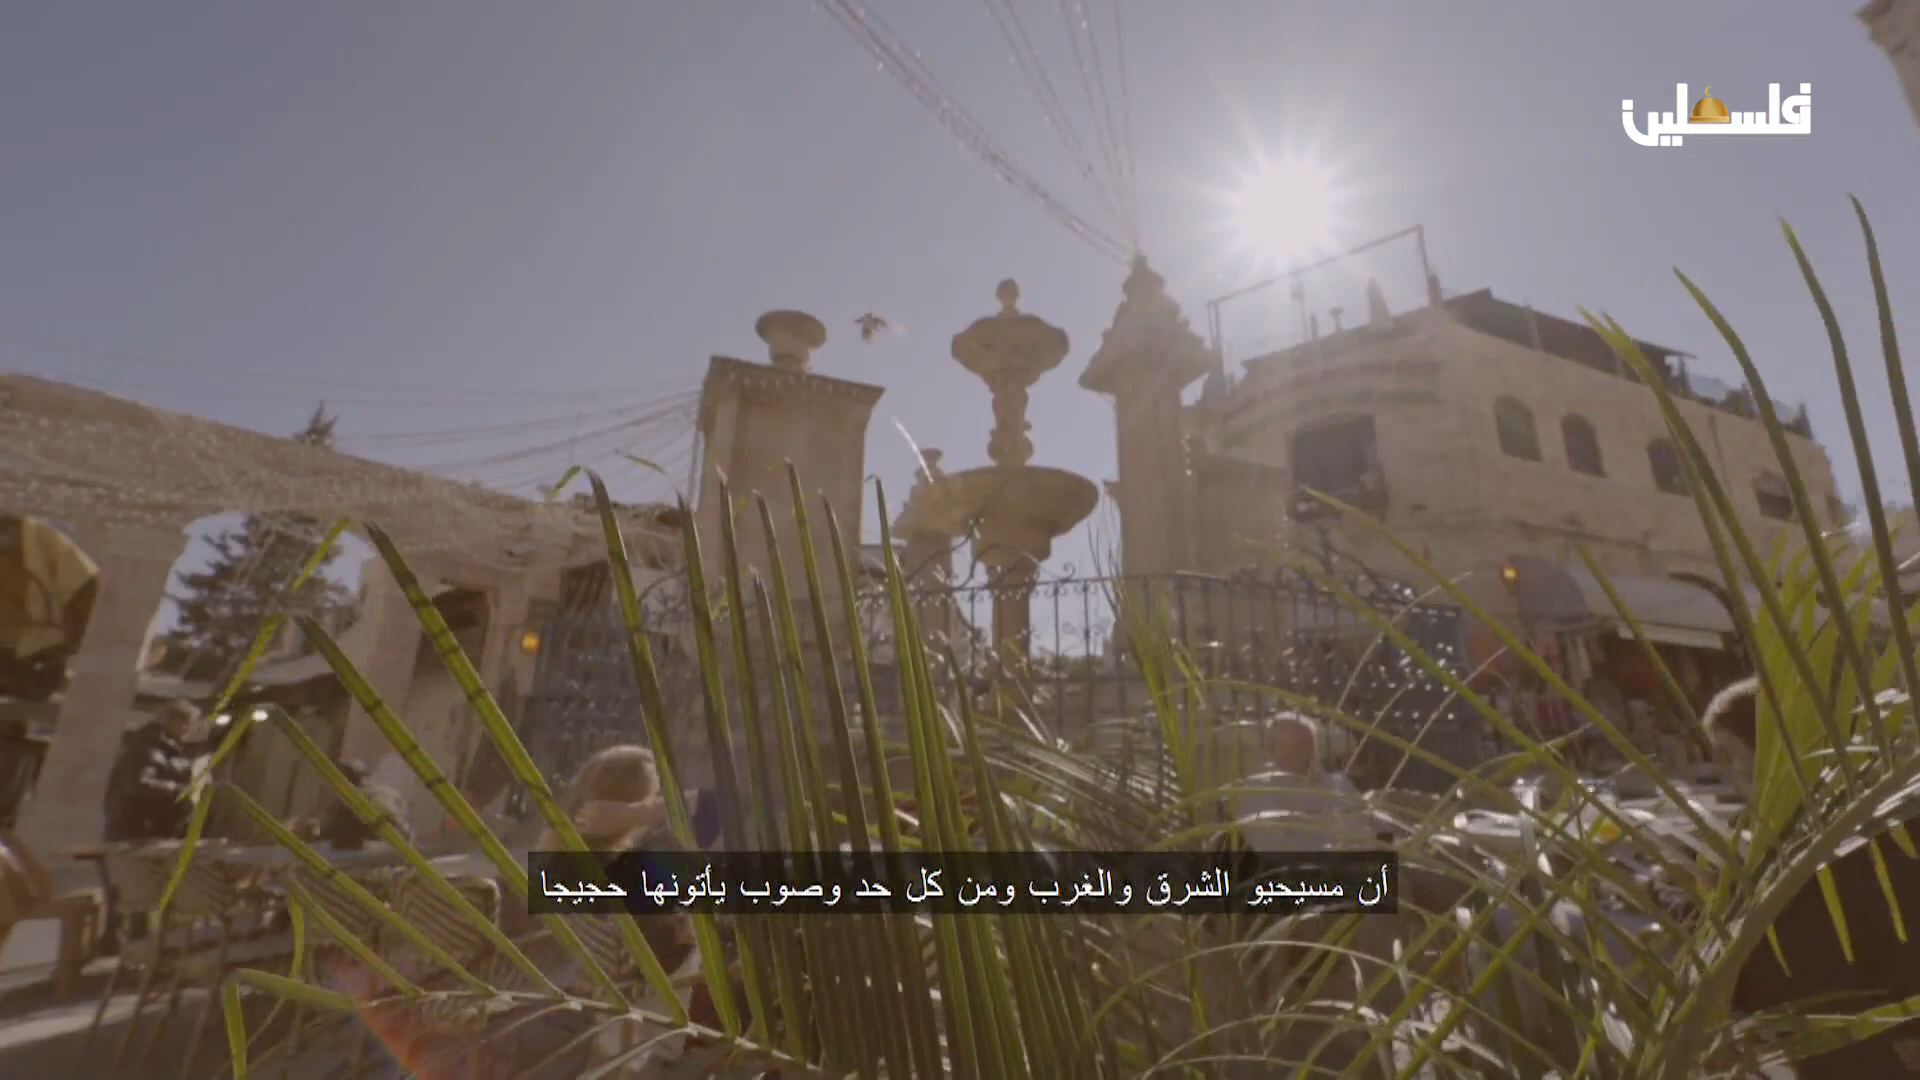 فلسطين
أن مسيحيو الشرق والغرب ومن كل حد وصوب يأتونها حجيجا